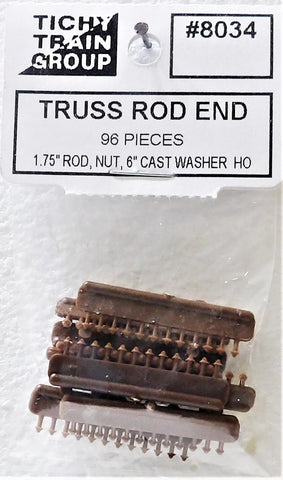 TICHY
TRAIN
GROUP
#8034
TRUSS ROD END
96 PIECES
1.75" ROD, NUT, 6" CAST WASHER HO